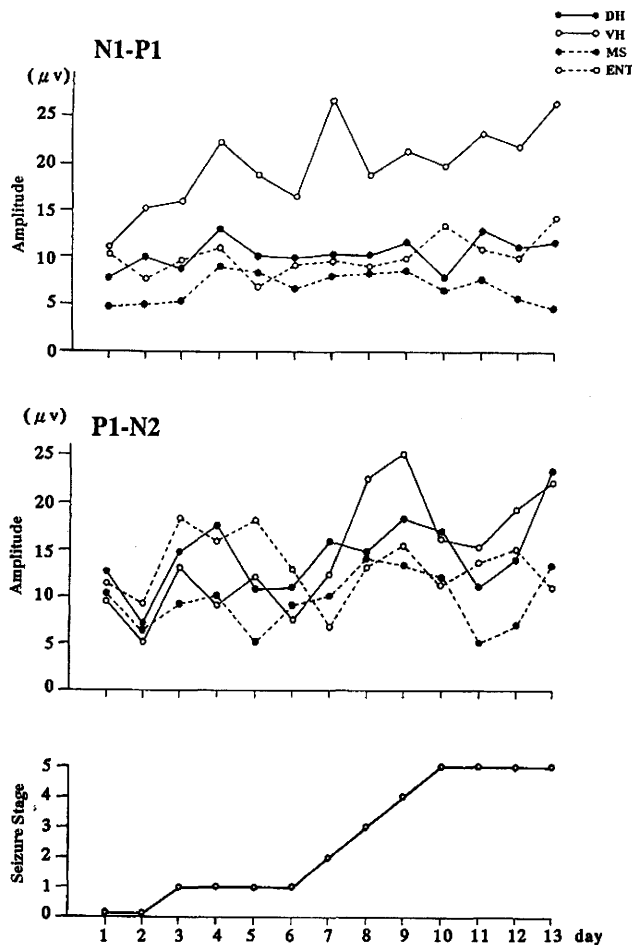 DH
VH
N1-P1
MS
(μv)
ENT
25
20
15
10
5
0
Amplitude
(μv)
P1-N2
25
20
15
10
5
0
Amplitude
5
4
3
2
1
0
Seizure Stage
1 2 3 4 5 6 7 8 9 10 11 12 13 day